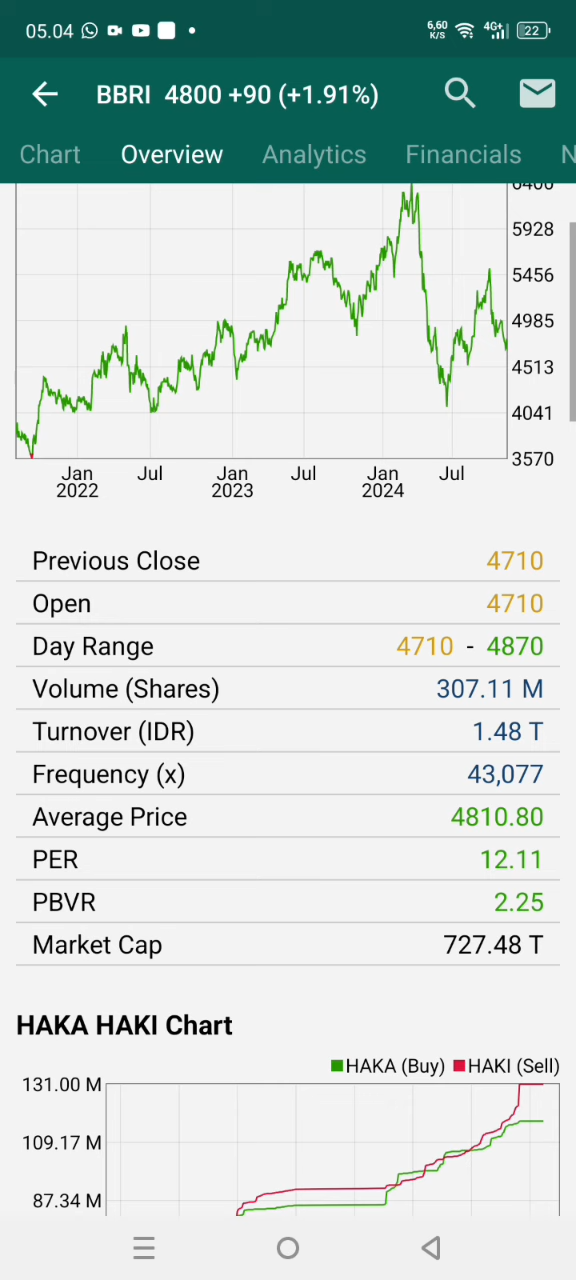 05.04 6,60 K/S 4G+ 22
BBRI 4800 +90 (+1.91%)
Chart Overview Analytics Financials N
6400
5928
5456
4985
4513
4041
3570
Jan Jul Jan Jul Jan Jul
2022 2023 2024
Previous Close 4710
Open 4710
Day Range 4710 - 4870
Volume (Shares) 307.11 M
Turnover (IDR) 1.48 T
Frequency (x) 43,077
Average Price 4810.80
PER 12.11
PBVR 2.25
Market Cap 727.48 T
HAKA HAKI Chart
HAKA (Buy) HAKI (Sell)
131.00 M
109.17 M
87.34 M